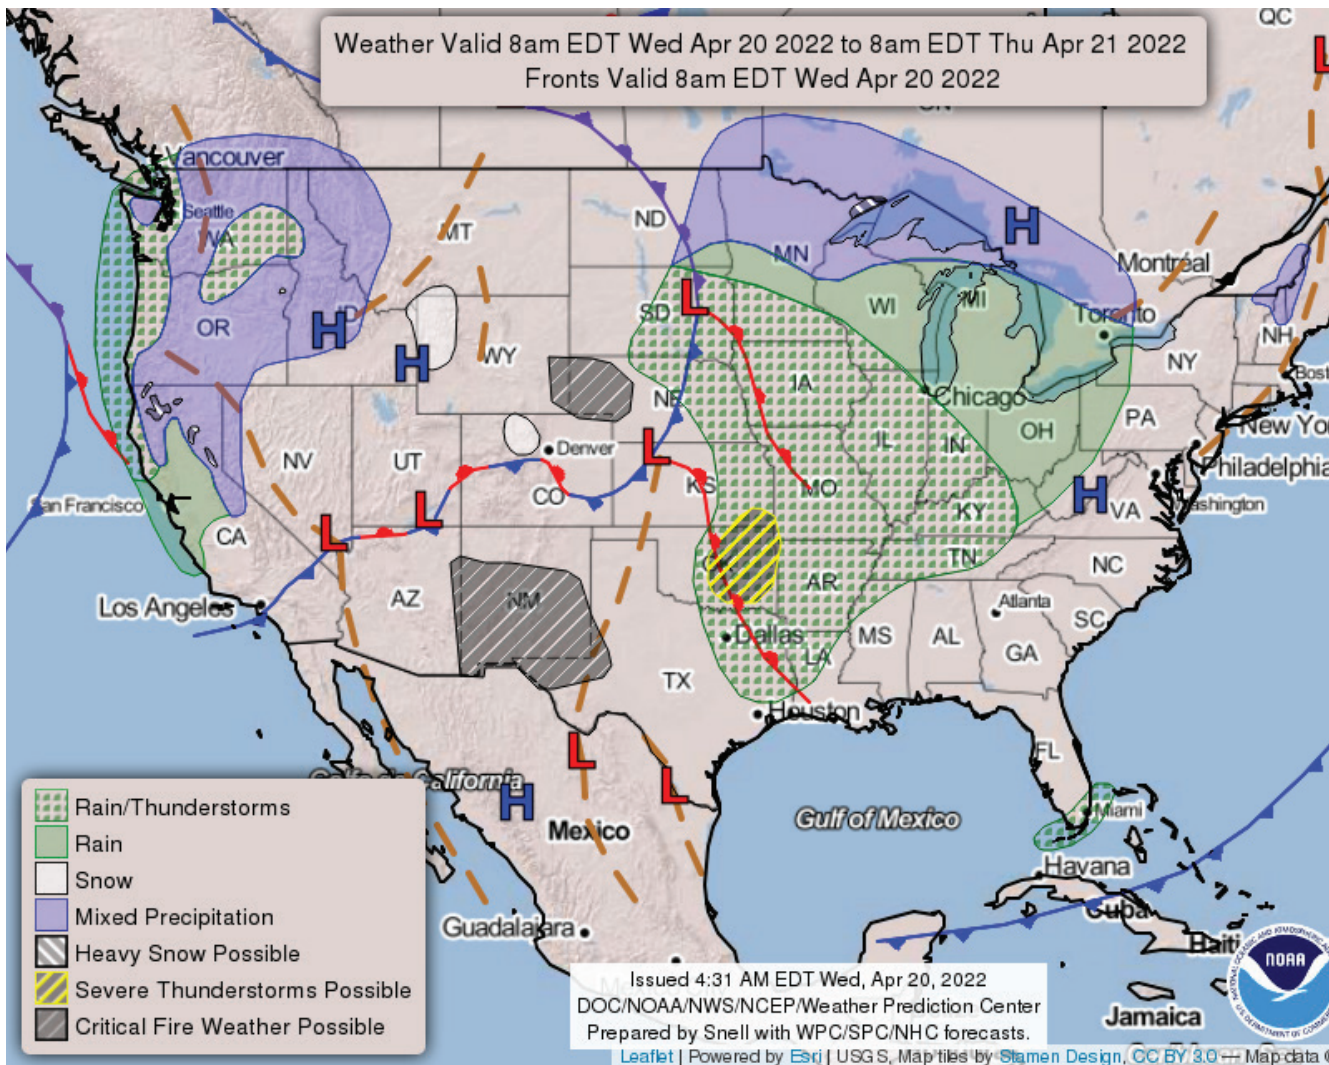 QC
Weather Valid 8am EDT Wed Apr 20 2022 to 8am EDT Thu Apr 21 2022
Fronts Valid 8am EDT Wed Apr 20 2022
L
Vancouver
Seattle
WA
MT
ND
MN
H
Montréal
OR
H
ID
H
WY
SD
L
WI
MI
Toronto
NH
NY
Bost
IA
NE
Chicago
PA
New Yor
NV
UT
Denver
CO
L
KS
IL
IN
OH
Philadelphia
MO
H
VA
Washington
San Francisco
CA
L
L
KY
TN
NC
Los Angeles
AZ
NM
AR
Atlanta
SC
Dallas
MS
AL
GA
LA
TX
Houston
FL
L
L
California
H
Mexico
Gulf of Mexico
Miami
Havana
Cuba
Guadalajara
Haiti
Jamaica
Rain/Thunderstorms
Rain
Snow
Mixed Precipitation
Heavy Snow Possible
Severe Thunderstorms Possible
Critical Fire Weather Possible
NOAA
Issued 4:31 AM EDT Wed, Apr 20, 2022
DOC/NOAA/NWS/NCEP/Weather Prediction Center
Prepared by Snell with WPC/SPC/NHC forecasts.
Leaflet | Powered by Esri | USGS, Map tiles by Stamen Design, CC BY 3.0 — Map data ©